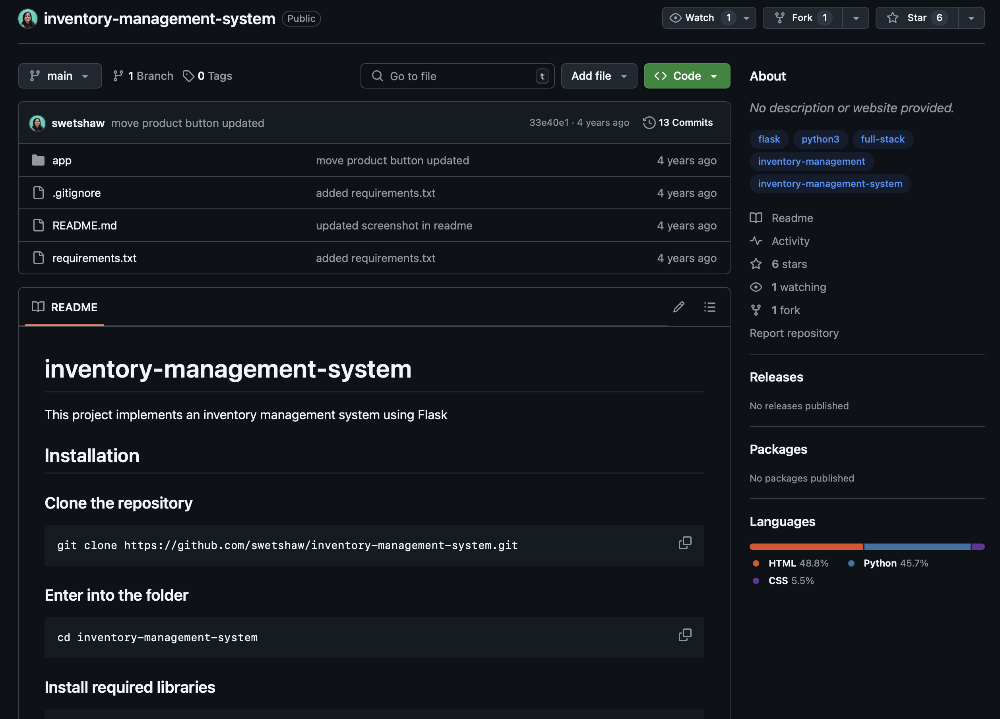 inventory-management-system Public
Watch 1
Fork 1
Star 6
main
1 Branch
0 Tags
Go to file t
Add file
Code
swetshaw move product button updated 33e40e1 · 4 years ago 13 Commits
app move product button updated 4 years ago
.gitignore added requirements.txt 4 years ago
README.md updated screenshot in readme 4 years ago
requirements.txt added requirements.txt 4 years ago
README
inventory-management-system
This project implements an inventory management system using Flask
Installation
Clone the repository
git clone https://github.com/swetshaw/inventory-management-system.git
Enter into the folder
cd inventory-management-system
Install required libraries
About
No description or website provided.
flask python3 full-stack
inventory-management
inventory-management-system
Readme
Activity
6 stars
1 watching
1 fork
Report repository
Releases
No releases published
Packages
No packages published
Languages
HTML 48.8% Python 45.7%
CSS 5.5%